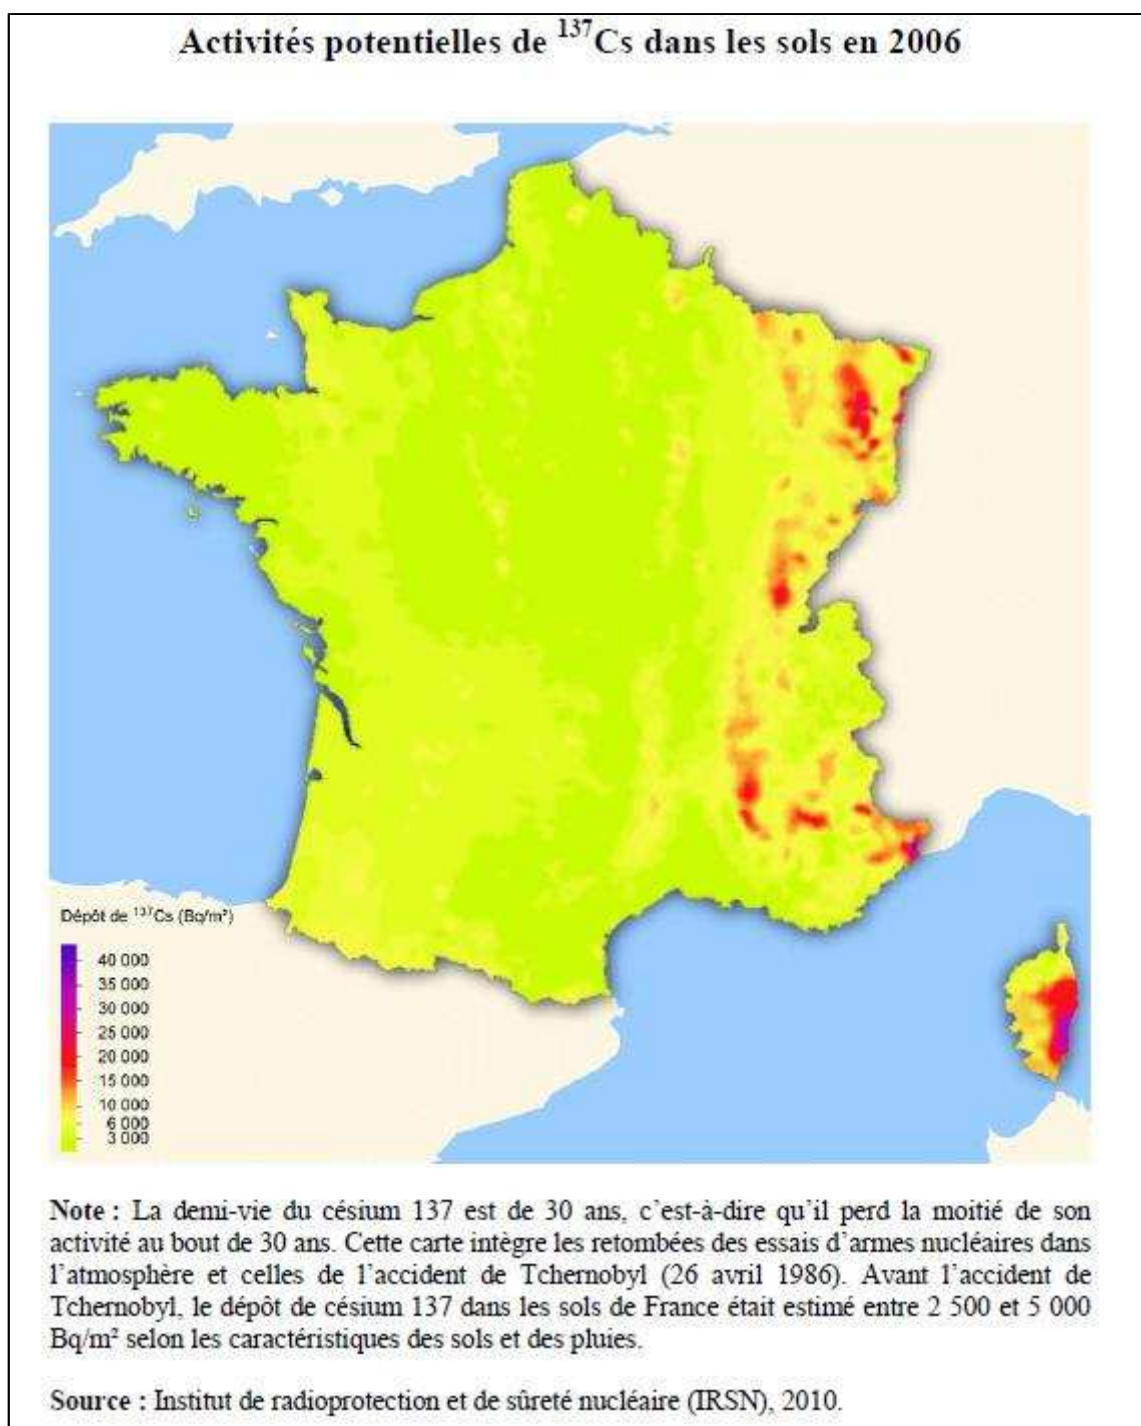 Activités potentielles de ¹³⁷Cs dans les sols en 2006
Dépôt de ¹³⁷Cs (Bq/m²)
40 000
35 000
30 000
25 000
20 000
15 000
10 000
6 000
3 000
Note : La demi-vie du césium 137 est de 30 ans, c’est-à-dire qu’il perd la moitié de son
activité au bout de 30 ans. Cette carte intègre les retombées des essais d’armes nucléaires dans
l’atmosphère et celles de l’accident de Tchernobyl (26 avril 1986). Avant l’accident de
Tchernobyl, le dépôt de césium 137 dans les sols de France était estimé entre 2 500 et 5 000
Bq/m² selon les caractéristiques des sols et des pluies.
Source : Institut de radioprotection et de sûreté nucléaire (IRSN), 2010.